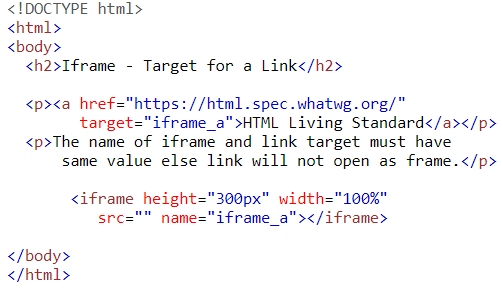 <!DOCTYPE html>
<html>
<body>
<h2>Iframe - Target for a Link</h2>
<p><a href="https://html.spec.whatwg.org/"
target="iframe_a">HTML Living Standard</a></p>
<p>The name of iframe and link target must have
same value else link will not open as frame.</p>
<iframe height="300px" width="100%"
src="" name="iframe_a"></iframe>
</body>
</html>